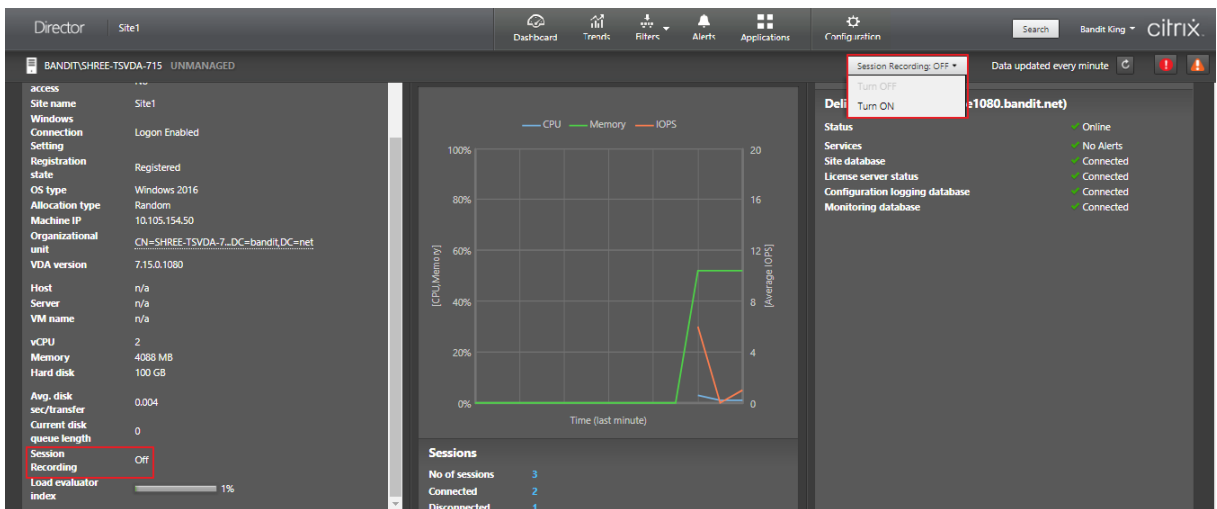 Director Site1
Dashboard Trends Filters Alerts Applications Configuration
Search Bandit King citrix
BANDIT\SHREE-TSVDA-715 UNMANAGED
Session Recording: OFF
Data updated every minute
Turn OFF
Turn ON
access
Site name Site1
Windows
Connection Logon Enabled
Setting
Registration
state Registered
OS type Windows 2016
Allocation type Random
Machine IP 10.105.154.50
Organizational
unit CN=SHREE-TSVDA-7...DC=bandit,DC=net
VDA version 7.15.0.1080
Host n/a
Server n/a
VM name n/a
vCPU 2
Memory 4088 MB
Hard disk 100 GB
Avg. disk
sec/transfer 0.004
Current disk
queue length 0
Session
Recording Off
Load evaluator
index 1%
CPU Memory IOPS
100% 20
80% 16
60% 12
40% 8
20% 4
0% 0
[CPU,Memory]
[Average IOPS]
Time (last minute)
Sessions
No of sessions 3
Connected 2
Disconnected 1
Deli e1080.bandit.net)
Status Online
Services No Alerts
Site database Connected
License server status Connected
Configuration logging database Connected
Monitoring database Connected